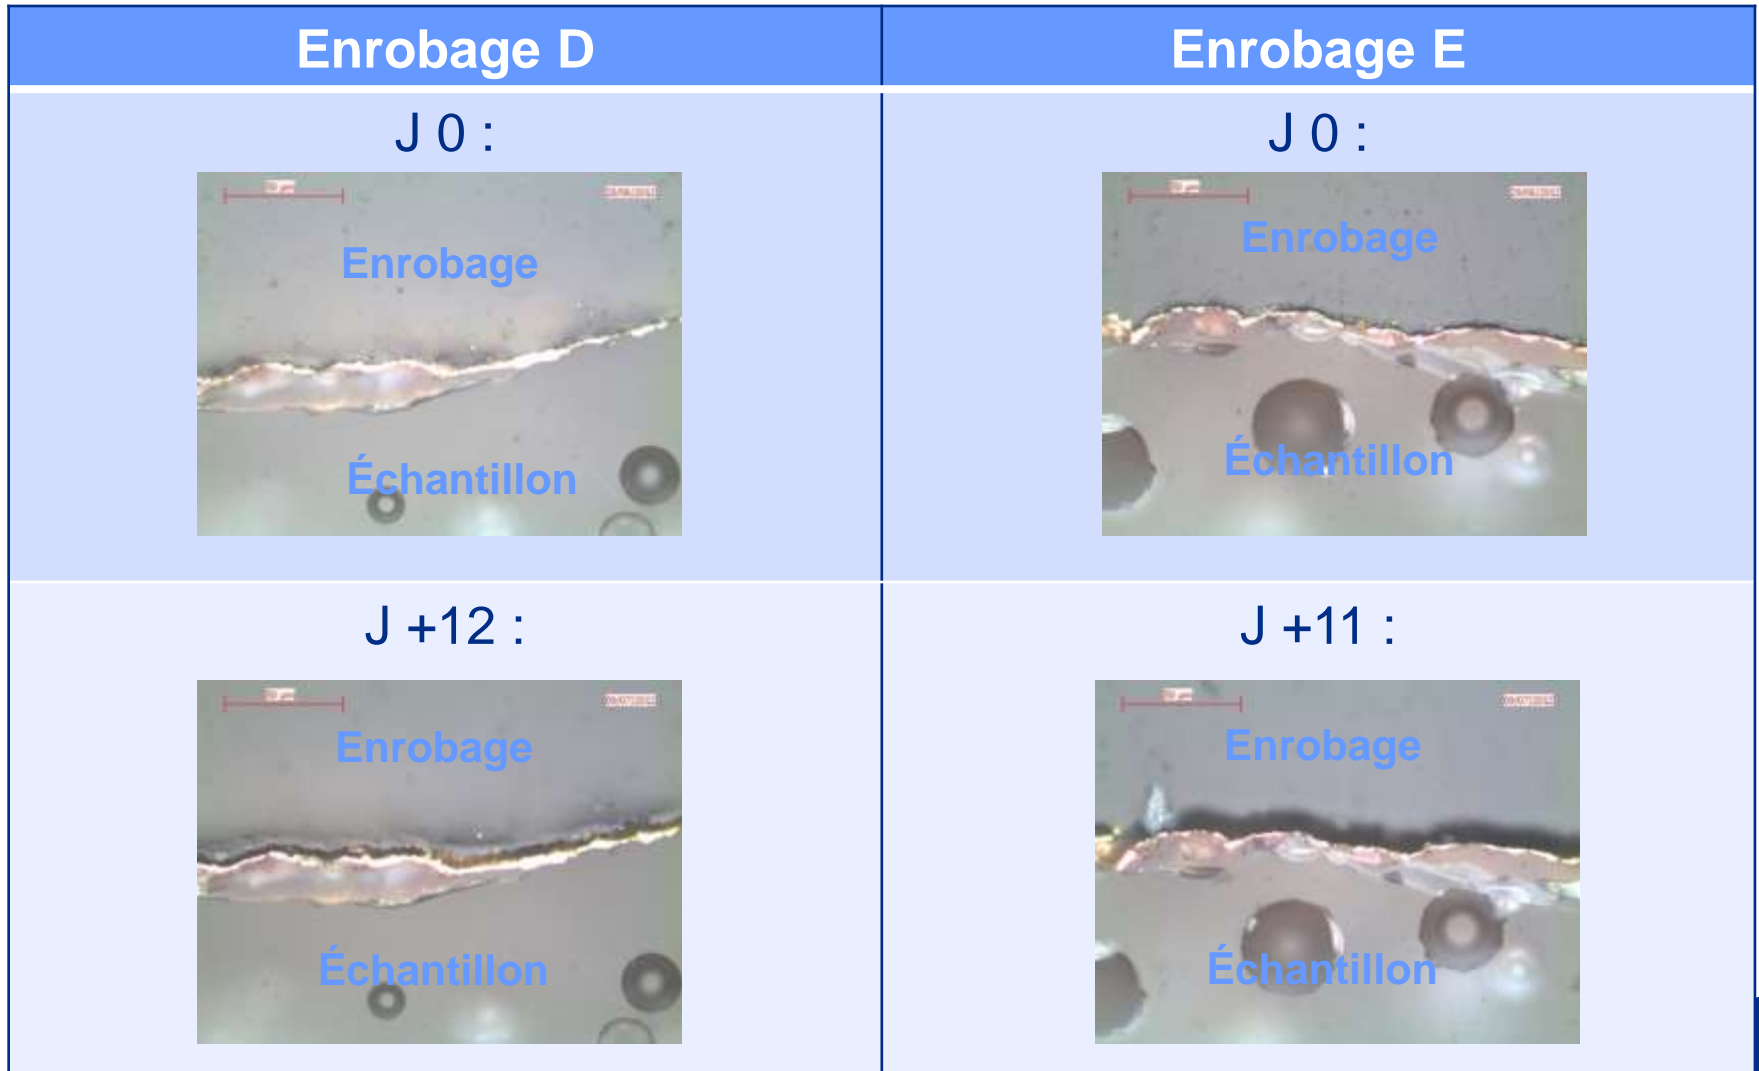 Enrobage D
Enrobage E
J 0 :
J 0 :
Enrobage
Échantillon
Enrobage
Échantillon
J +12 :
J +11 :
Enrobage
Échantillon
Enrobage
Échantillon